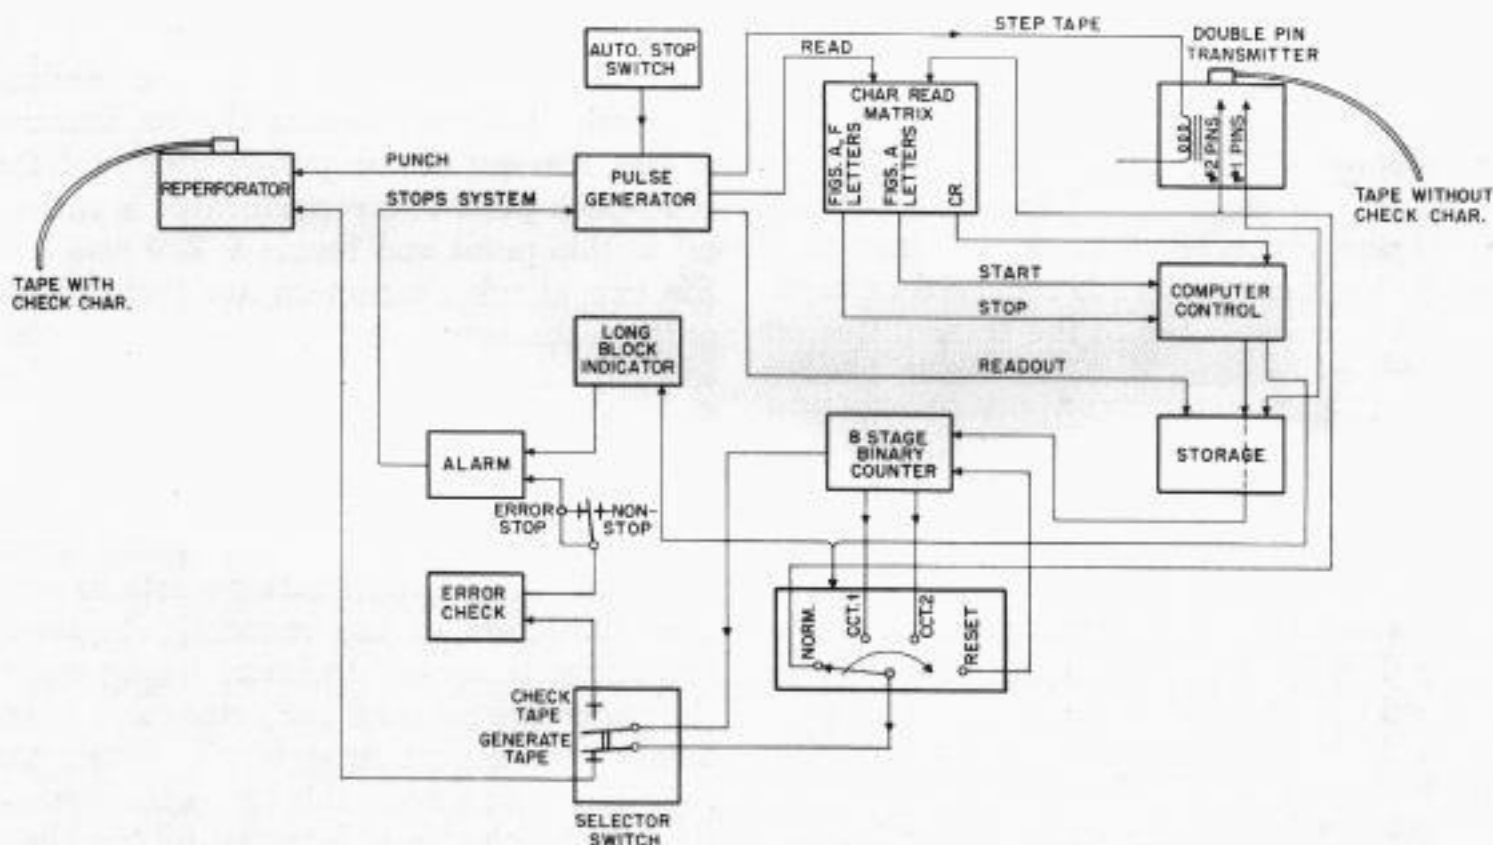 STEP TAPE
DOUBLE PIN
TRANSMITTER
AUTO. STOP
SWITCH
READ
CHAR. READ
MATRIX
FIGS. A, F
LETTERS
FIGS. A
LETTERS
CR
#2 PINS
#1 PINS
TAPE WITHOUT
CHECK CHAR.
REPERFORATOR
PUNCH
STOPS SYSTEM
PULSE
GENERATOR
TAPE WITH
CHECK CHAR.
START
STOP
COMPUTER
CONTROL
LONG
BLOCK
INDICATOR
READOUT
8 STAGE
BINARY
COUNTER
STORAGE
ALARM
ERROR
STOP
NON-
STOP
ERROR
CHECK
NORM.
CCT.1
CCT.2
RESET
CHECK
TAPE
GENERATE
TAPE
SELECTOR
SWITCH